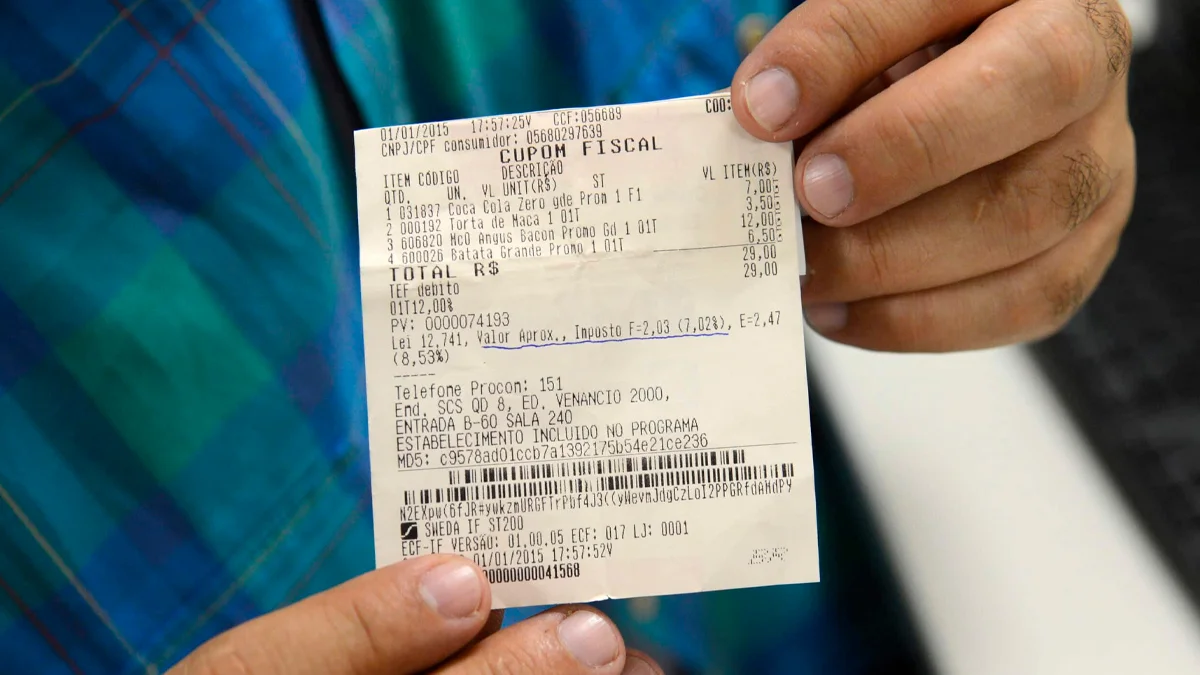 01/01/2015 17:57:25V CCF:056689 COO:
CNPJ/CPF consumidor: 05680297639
CUPOM FISCAL
ITEM CÓDIGO DESCRIÇÃO
QTD. UN. VL UNIT(R$) ST VL ITEM(R$)
1 031837 Coca Cola Zero gde Prom 1 F1 7,00
2 000192 Torta de Maca 1 01T 3,50
3 606820 McO Angus Bacon Promo Gd 1 01T 12,00
4 600026 Batata Grande Promo 1 01T 6,50
TOTAL R$ 29,00
TEF debito 29,00
01T12,00%
PV: 0000074193
Lei 12,741, Valor Aprox., Imposto F=2,03 (7,02%), E=2,47
(8,53%)
-----
Telefone Procon: 151
End. SCS QD 8, ED. VENANCIO 2000,
ENTRADA B-60 SALA 240
ESTABELECIMENTO INCLUIDO NO PROGRAMA
MD5: c9578ad01ccb7a1392175b54e21ce236
SWEDA IF ST200
ECF-IF VERSÃO: 01.00.05 ECF: 017 LJ: 0001
01/01/2015 17:57:52V
00000000041568